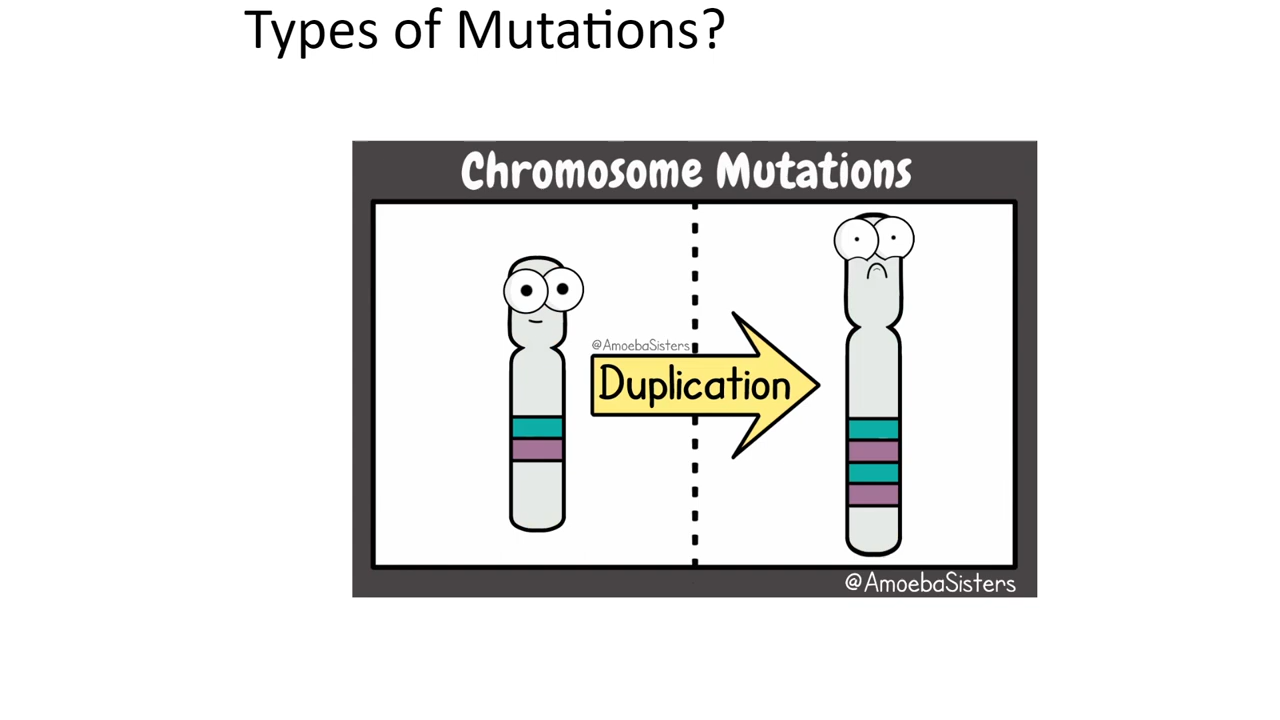 Types of Mutations?
Chromosome Mutations
@AmoebaSisters
Duplication
@AmoebaSisters